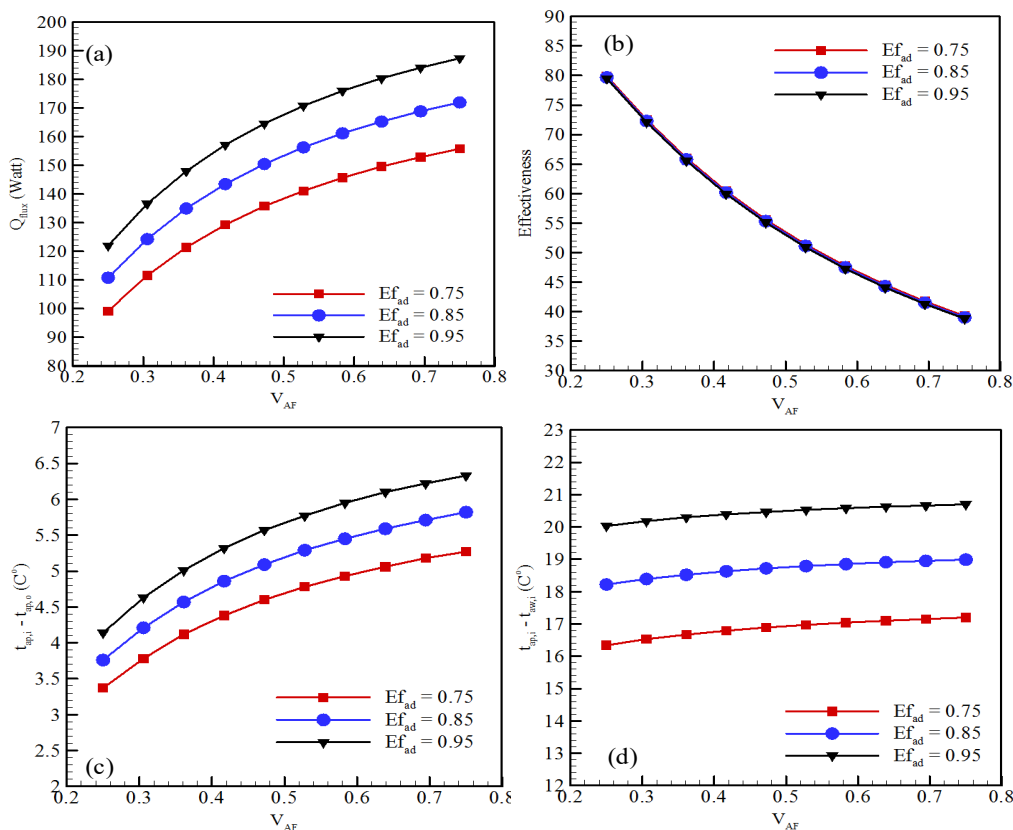 (a)
Q_flux (Watt)
200
190
180
170
160
150
140
130
120
110
100
90
80
Ef_ad = 0.75
Ef_ad = 0.85
Ef_ad = 0.95
0.2 0.3 0.4 0.5 0.6 0.7 0.8
V_AF
(b)
Effectiveness
90
85
80
75
70
65
60
55
50
45
40
35
30
Ef_ad = 0.75
Ef_ad = 0.85
Ef_ad = 0.95
0.2 0.3 0.4 0.5 0.6 0.7 0.8
V_AF
t_ap,i - t_ap,o (C°)
7
6.5
6
5.5
5
4.5
4
3.5
3
2.5
2
Ef_ad = 0.75
Ef_ad = 0.85
Ef_ad = 0.95
(c)
0.2 0.3 0.4 0.5 0.6 0.7 0.8
V_AF
t_ap,i - t_aw,i (C°)
23
22
21
20
19
18
17
16
15
14
13
12
Ef_ad = 0.75
Ef_ad = 0.85
Ef_ad = 0.95
(d)
0.2 0.3 0.4 0.5 0.6 0.7 0.8
V_AF